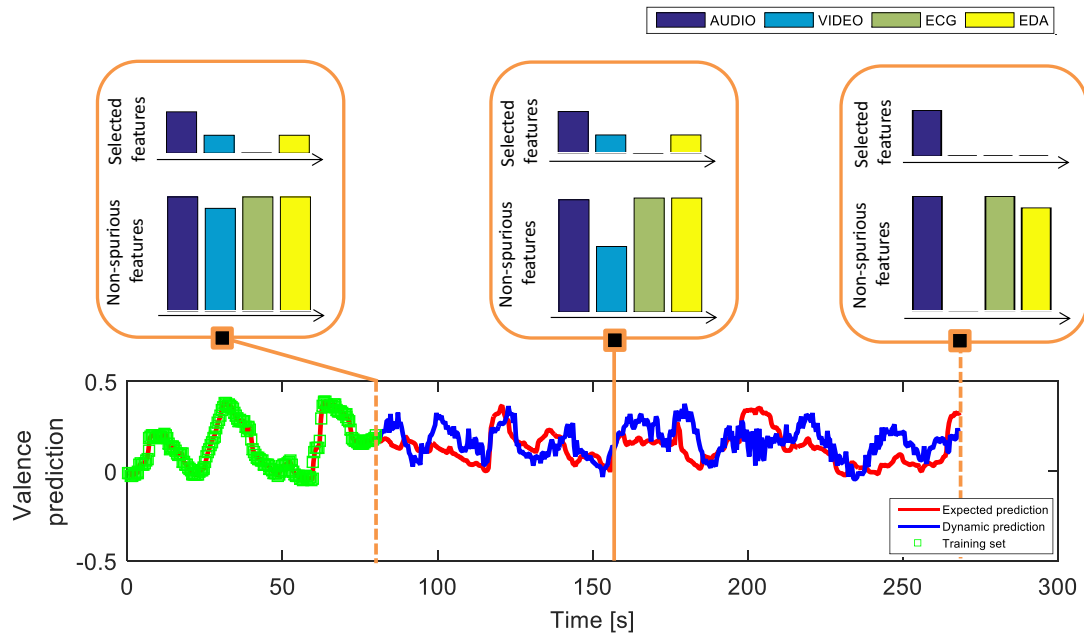 AUDIO VIDEO ECG EDA
Selected
features
Non-spurious
features
Selected
features
Non-spurious
features
Selected
features
Non-spurious
features
Valence
prediction
0.5
0
-0.5
Expected prediction
Dynamic prediction
Training set
0 50 100 150 200 250 300
Time [s]